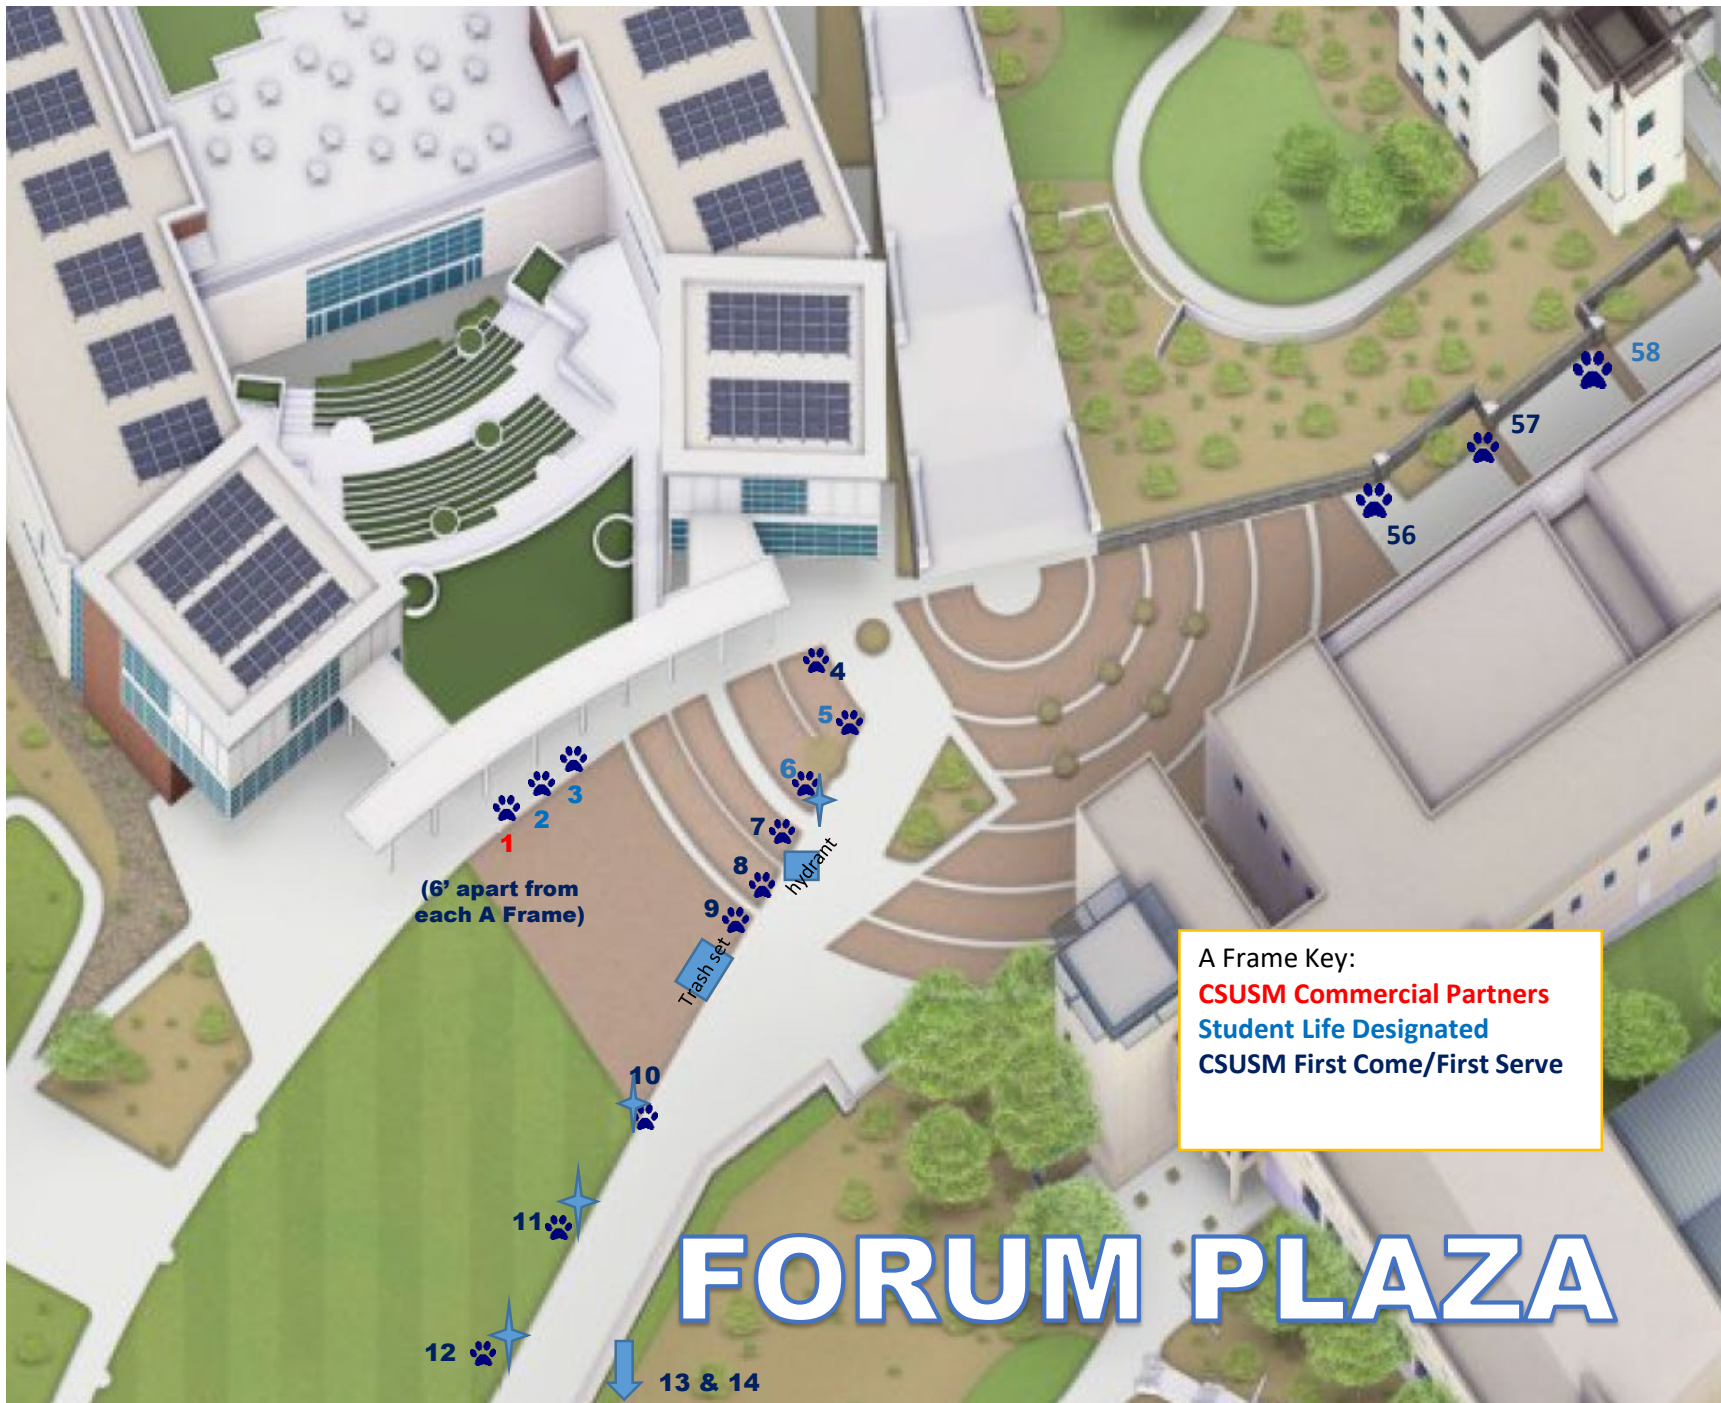 58
57
56
4
5
6
3
2
1
7
hydrant
8
(6’ apart from
each A Frame)
9
Trash set
A Frame Key:
CSUSM Commercial Partners
Student Life Designated
CSUSM First Come/First Serve
10
11
FORUM PLAZA
12
13 & 14